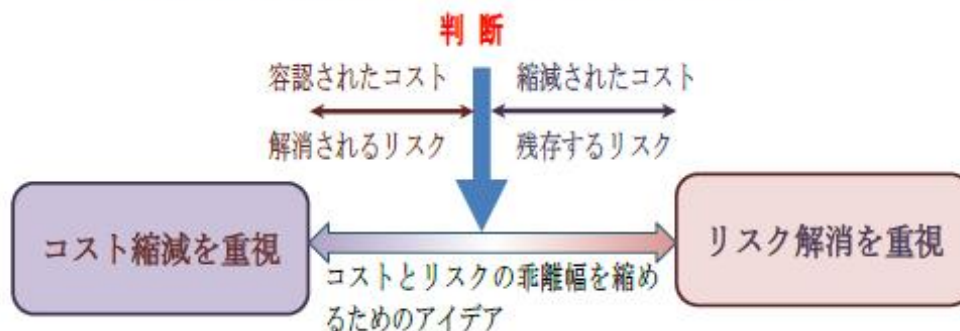 判 断
容認されたコスト
縮減されたコスト
解消されるリスク
残存するリスク
コスト縮減を重視
リスク解消を重視
コストとリスクの乖離幅を縮め
るためのアイデア